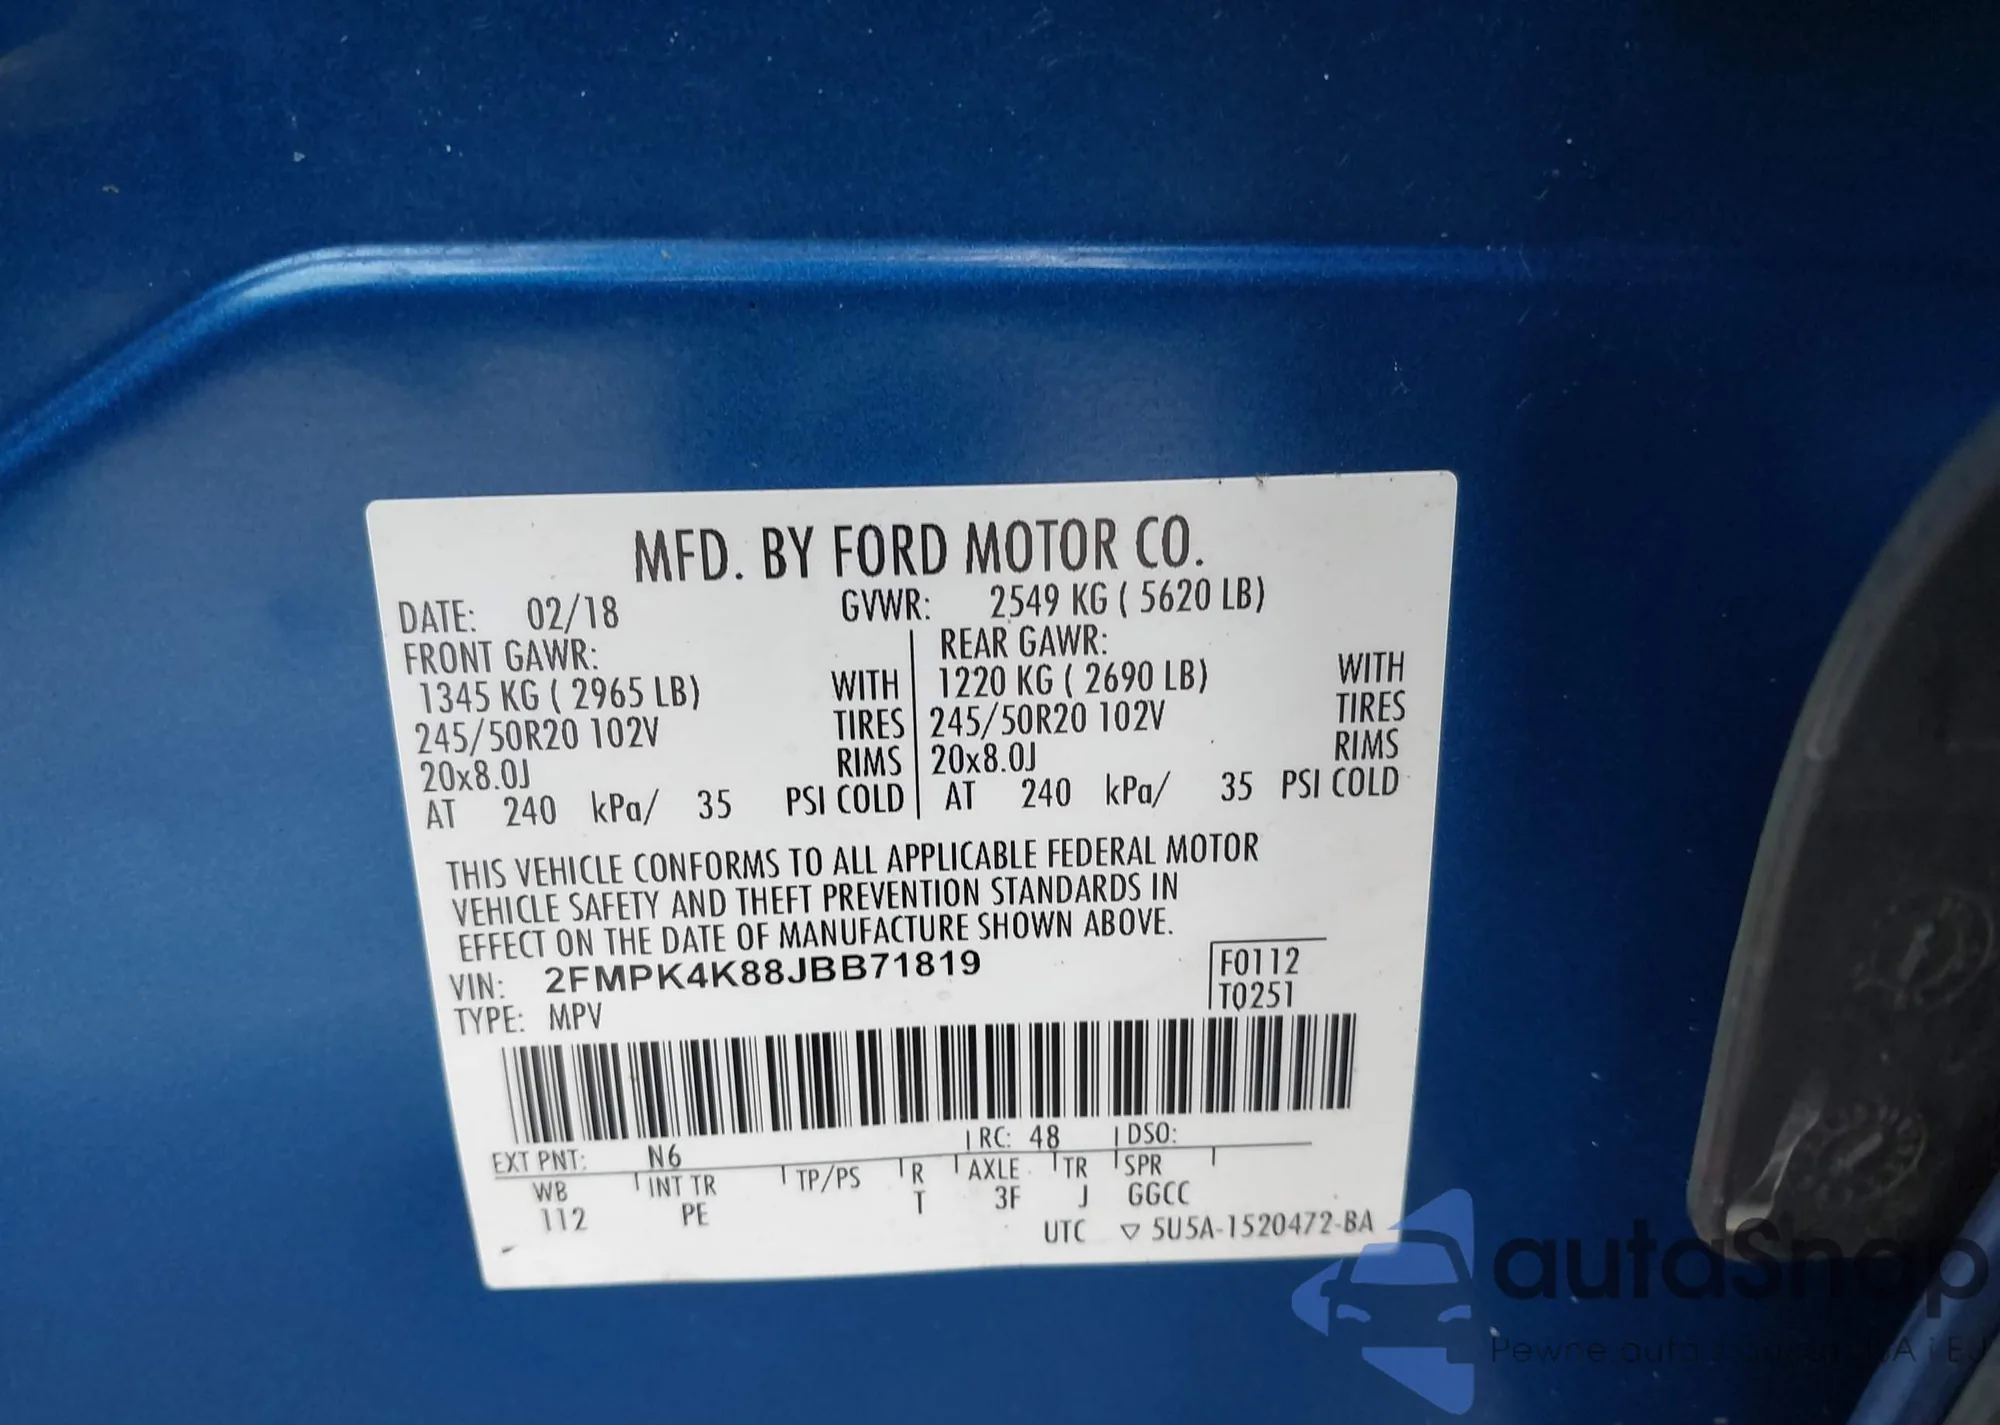 MFD. BY FORD MOTOR CO.
DATE: 02/18 GVWR: 2549 KG ( 5620 LB)
FRONT GAWR: REAR GAWR:
1345 KG ( 2965 LB) WITH 1220 KG ( 2690 LB) WITH
245/50R20 102V TIRES 245/50R20 102V TIRES
20x8.0J RIMS 20x8.0J RIMS
AT 240 kPa/ 35 PSI COLD AT 240 kPa/ 35 PSI COLD
THIS VEHICLE CONFORMS TO ALL APPLICABLE FEDERAL MOTOR
VEHICLE SAFETY AND THEFT PREVENTION STANDARDS IN
EFFECT ON THE DATE OF MANUFACTURE SHOWN ABOVE.
VIN: 2FMPK4K88JBB71819 F0112
TYPE: MPV T0251
EXT PNT: N6 RC: 48 DSO:
WB INT TR TP/PS R AXLE TR SPR
112 PE T 3F J GGCC
UTC ▽ 5U5A-1520472-BA
autoSnap
Pewne auta